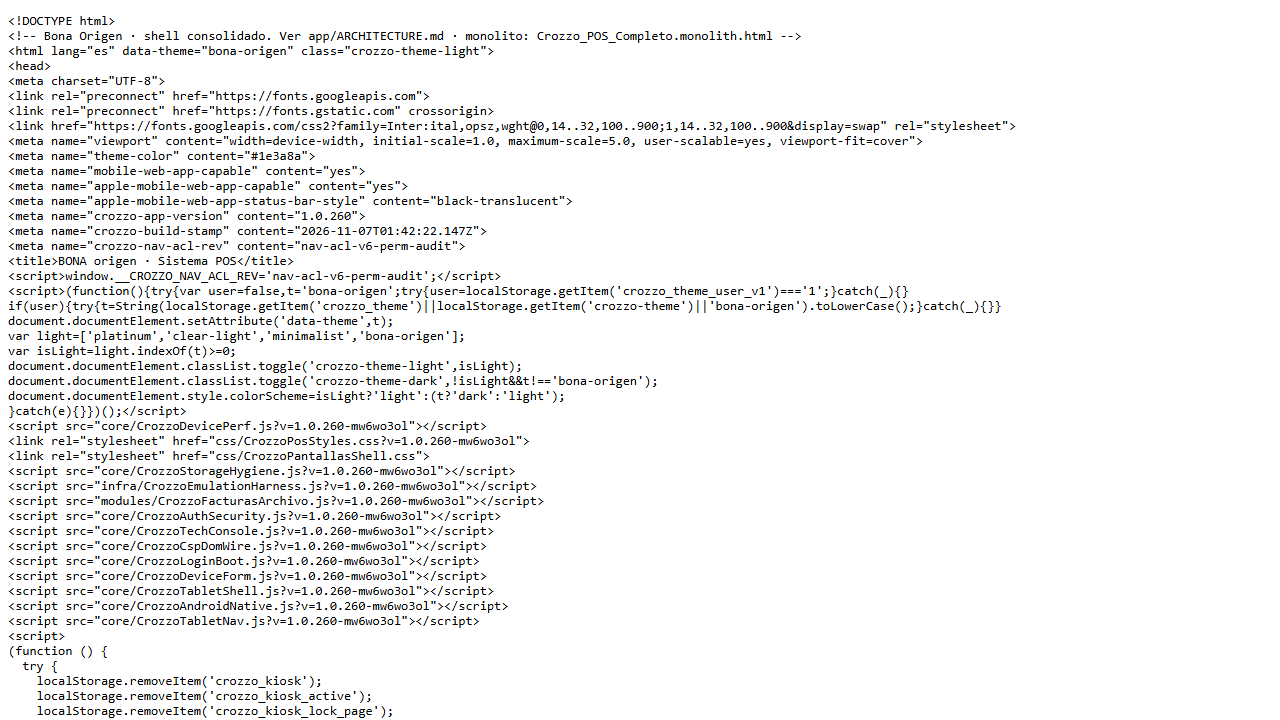 <!DOCTYPE html>
<!-- Bona Origen · shell consolidado. Ver app/ARCHITECTURE.md · monolito: Crozzo_POS_Completo.monolith.html -->
<html lang="es" data-theme="bona-origen" class="crozzo-theme-light">
<head>
<meta charset="UTF-8">
<link rel="preconnect" href="https://fonts.googleapis.com">
<link rel="preconnect" href="https://fonts.gstatic.com" crossorigin>
<link href="https://fonts.googleapis.com/css2?family=Inter:ital,opsz,wght@0,14..32,100..900;1,14..32,100..900&display=swap" rel="stylesheet">
<meta name="viewport" content="width=device-width, initial-scale=1.0, maximum-scale=5.0, user-scalable=yes, viewport-fit=cover">
<meta name="theme-color" content="#1e3a8a">
<meta name="mobile-web-app-capable" content="yes">
<meta name="apple-mobile-web-app-capable" content="yes">
<meta name="apple-mobile-web-app-status-bar-style" content="black-translucent">
<meta name="crozzo-app-version" content="1.0.260">
<meta name="crozzo-build-stamp" content="2026-11-07T01:42:22.147Z">
<meta name="crozzo-nav-acl-rev" content="nav-acl-v6-perm-audit">
<title>BONA origen · Sistema POS</title>
<script>window.__CROZZO_NAV_ACL_REV='nav-acl-v6-perm-audit';</script>
<script>(function(){try{var user=false,t='bona-origen';try{user=localStorage.getItem('crozzo_theme_user_v1')==='1';}catch(_){}
if(user){try{t=String(localStorage.getItem('crozzo_theme')||localStorage.getItem('crozzo-theme')||'bona-origen').toLowerCase();}catch(_){}}
document.documentElement.setAttribute('data-theme',t);
var light=['platinum','clear-light','minimalist','bona-origen'];
var isLight=light.indexOf(t)>=0;
document.documentElement.classList.toggle('crozzo-theme-light',isLight);
document.documentElement.classList.toggle('crozzo-theme-dark',!isLight&&t!=='bona-origen');
document.documentElement.style.colorScheme=isLight?'light':(t?'dark':'light');
}catch(e){}})();</script>
<script src="core/CrozzoDevicePerf.js?v=1.0.260-mw6wo3ol"></script>
<link rel="stylesheet" href="css/CrozzoPosStyles.css?v=1.0.260-mw6wo3ol">
<link rel="stylesheet" href="css/CrozzoPantallasShell.css">
<script src="core/CrozzoStorageHygiene.js?v=1.0.260-mw6wo3ol"></script>
<script src="infra/CrozzoEmulationHarness.js?v=1.0.260-mw6wo3ol"></script>
<script src="modules/CrozzoFacturasArchivo.js?v=1.0.260-mw6wo3ol"></script>
<script src="core/CrozzoAuthSecurity.js?v=1.0.260-mw6wo3ol"></script>
<script src="core/CrozzoTechConsole.js?v=1.0.260-mw6wo3ol"></script>
<script src="core/CrozzoCspDomWire.js?v=1.0.260-mw6wo3ol"></script>
<script src="core/CrozzoLoginBoot.js?v=1.0.260-mw6wo3ol"></script>
<script src="core/CrozzoDeviceForm.js?v=1.0.260-mw6wo3ol"></script>
<script src="core/CrozzoTabletShell.js?v=1.0.260-mw6wo3ol"></script>
<script src="core/CrozzoAndroidNative.js?v=1.0.260-mw6wo3ol"></script>
<script src="core/CrozzoTabletNav.js?v=1.0.260-mw6wo3ol"></script>
<script>
(function () {
  try {
    localStorage.removeItem('crozzo_kiosk');
    localStorage.removeItem('crozzo_kiosk_active');
    localStorage.removeItem('crozzo_kiosk_lock_page');